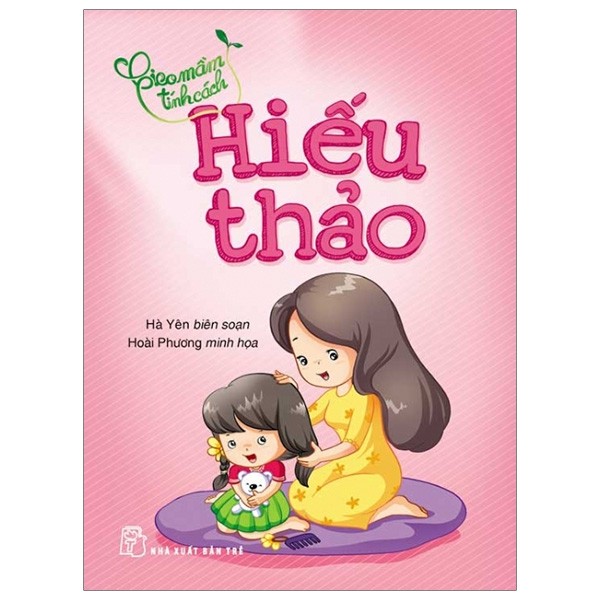 Gieo mầm
tính cách
Hiếu
thảo
Hà Yên biên soạn
Hoài Phương minh họa
NHÀ XUẤT BẢN TRẺ